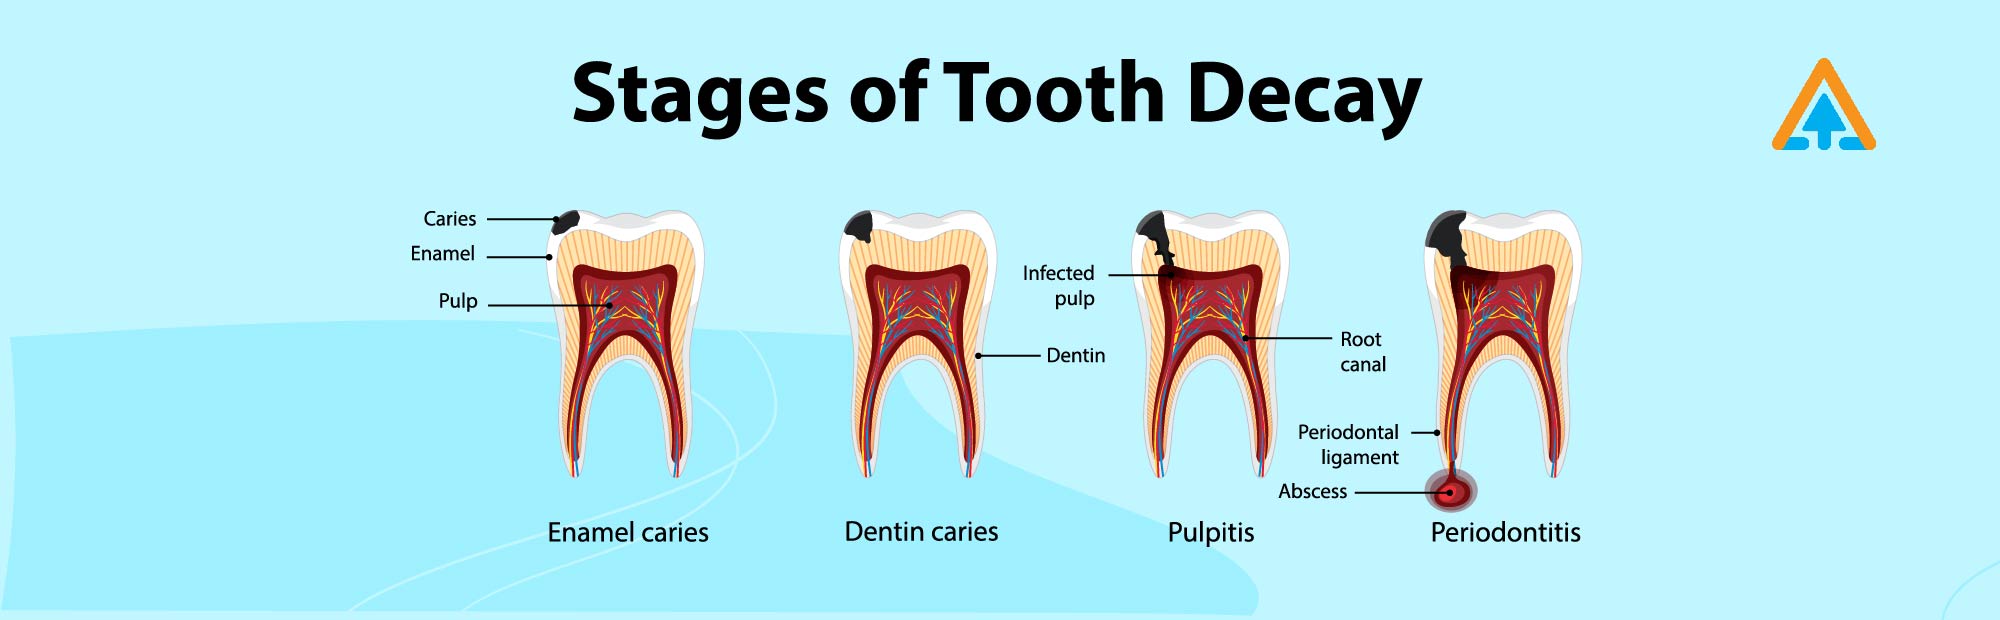 Stages of Tooth Decay
Caries
Enamel
Pulp
Enamel caries
Dentin
Dentin caries
Infected
pulp
Root
canal
Pulpitis
Periodontal
ligament
Abscess
Periodontitis